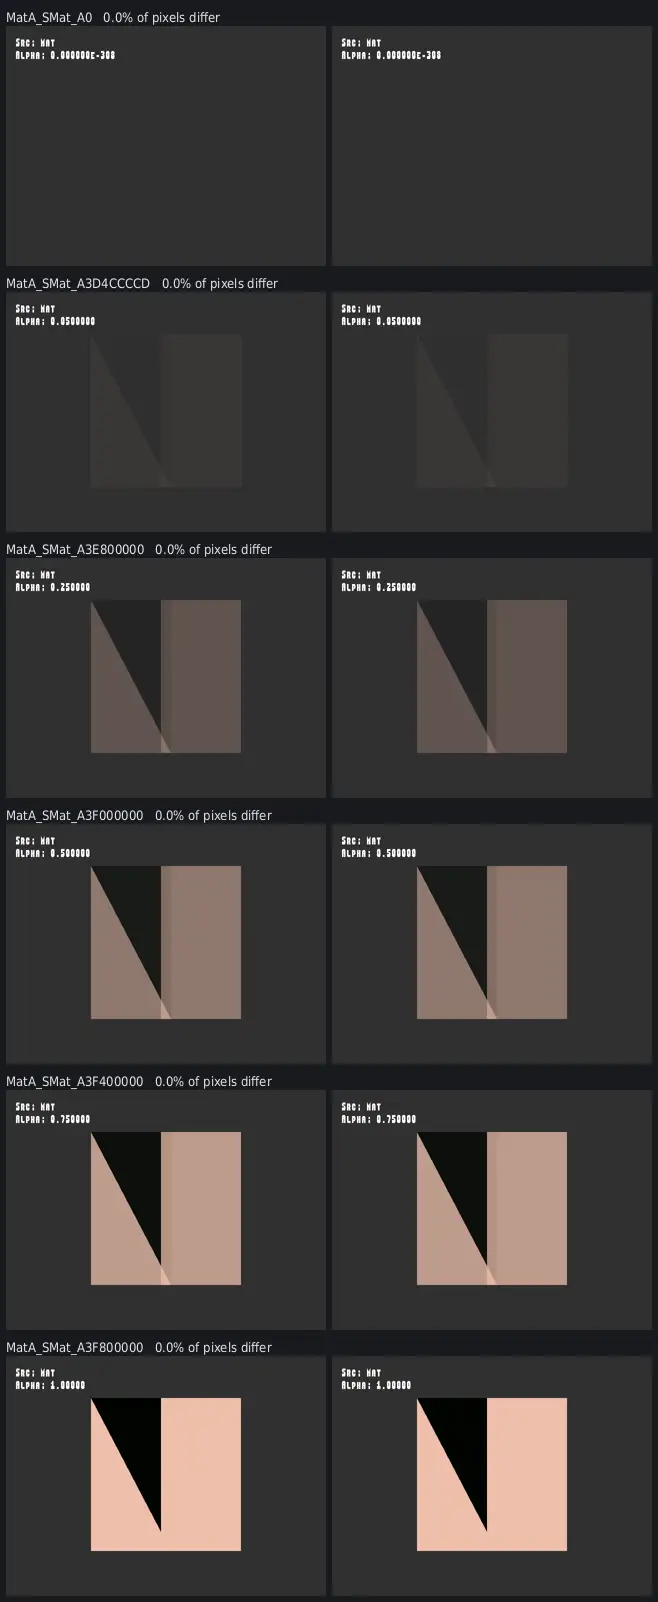 MatA_SMat_A0 0.0% of pixels differ
Src: Mat
Alpha: 0.000000E-308
Src: Mat
Alpha: 0.000000E-308
MatA_SMat_A3D4CCCCD 0.0% of pixels differ
Src: Mat
Alpha: 0.0500000
Src: Mat
Alpha: 0.0500000
MatA_SMat_A3E800000 0.0% of pixels differ
Src: Mat
Alpha: 0.250000
Src: Mat
Alpha: 0.250000
MatA_SMat_A3F000000 0.0% of pixels differ
Src: Mat
Alpha: 0.500000
Src: Mat
Alpha: 0.500000
MatA_SMat_A3F400000 0.0% of pixels differ
Src: Mat
Alpha: 0.750000
Src: Mat
Alpha: 0.750000
MatA_SMat_A3F800000 0.0% of pixels differ
Src: Mat
Alpha: 1.00000
Src: Mat
Alpha: 1.00000